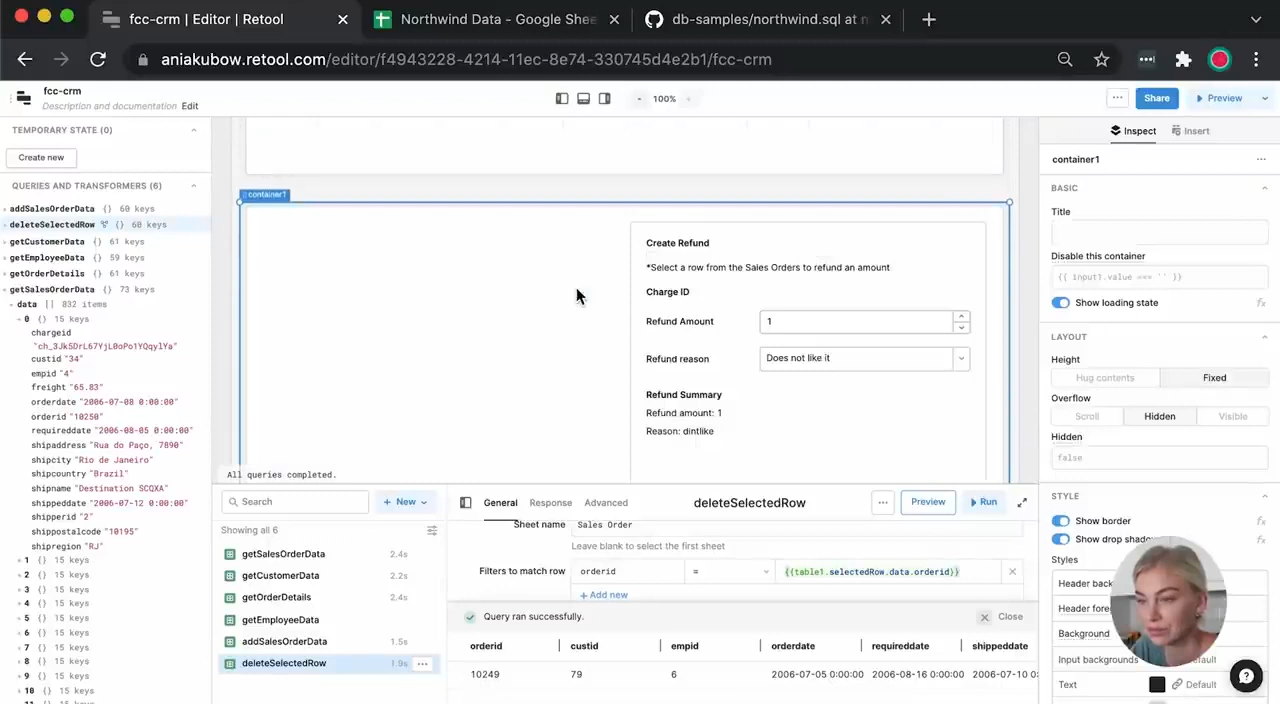 fcc-crm | Editor | Retool
Northwind Data - Google Shee
db-samples/northwind.sql at m
aniakubow.retool.com/editor/f4943228-4214-11ec-8e74-330745d4e2b1/fcc-crm
fcc-crm
Description and documentation Edit
- 100%
Share
Preview
TEMPORARY STATE (0)
Create new
QUERIES AND TRANSFORMERS (6)
addSalesOrderData {} 60 keys
deleteSelectedRow {} 60 keys
getCustomerData {} 61 keys
getEmployeeData {} 59 keys
getOrderDetails {} 61 keys
getSalesOrderData {} 73 keys
data [] 832 items
0 {} 15 keys
chargeid
"ch_3Jk5DrL67YjL0oPo1YQqylYa"
custid "34"
empid "4"
freight "65.83"
orderdate "2006-07-08 0:00:00"
orderid "10250"
requireddate "2006-08-05 0:00:00"
shipaddress "Rua do Paço, 7890"
shipcity "Rio de Janeiro"
shipcountry "Brazil"
shipname "Destination SCQXA"
shippeddate "2006-07-12 0:00:00"
shipperid "2"
shippostalcode "10195"
shipregion "RJ"
1 {} 15 keys
2 {} 15 keys
3 {} 15 keys
4 {} 15 keys
5 {} 15 keys
6 {} 15 keys
7 {} 15 keys
8 {} 15 keys
9 {} 15 keys
10 {} 15 keys
container1
Create Refund
*Select a row from the Sales Orders to refund an amount
Charge ID
Refund Amount 1
Refund reason Does not like it
Refund Summary
Refund amount: 1
Reason: dintlike
All queries completed.
Search
+ New
Showing all 6
getSalesOrderData 2.4s
getCustomerData 2.2s
getOrderDetails 2.4s
getEmployeeData
addSalesOrderData 1.5s
deleteSelectedRow 1.9s
General Response Advanced
deleteSelectedRow
Preview
Run
Sheet name Sales Order
Leave blank to select the first sheet
Filters to match row orderid = {{table1.selectedRow.data.orderid}}
+ Add new
Query ran successfully.
Close
orderid custid empid orderdate requireddate shippeddate
10249 79 6 2006-07-05 0:00:00 2006-08-16 0:00:00 2006-07-10 0:
Inspect Insert
container1
BASIC
Title
Disable this container
{{ input1.value === '' }}
Show loading state
LAYOUT
Height
Hug contents Fixed
Overflow
Scroll Hidden Visible
Hidden
false
STYLE
Show border
Show drop shadow
Styles
Header back
Header fore
Background
Input backgrounds
Text Default